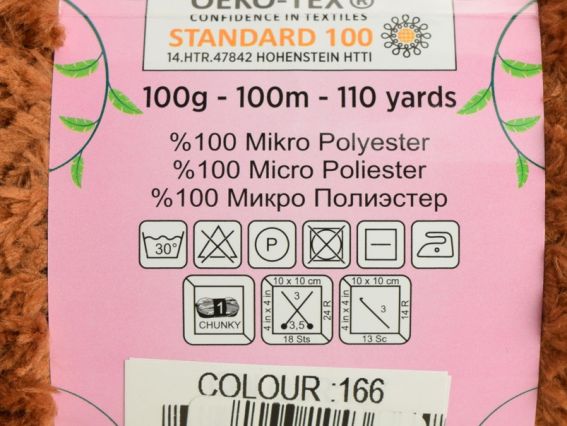 OEKO-TEX®
CONFIDENCE IN TEXTILES
STANDARD 100
14.HTR.47842 HOHENSTEIN HTTI
100g - 100m - 110 yards
%100 Mikro Polyester
%100 Micro Poliester
%100 Микро Полиэстер
30° P
1
CHUNKY
10 x 10 cm
4 in x 4 in
3
3,5
24 R
18 Sts
10 x 10 cm
4 in x 4 in
3
14 R
13 Sc
COLOUR :166